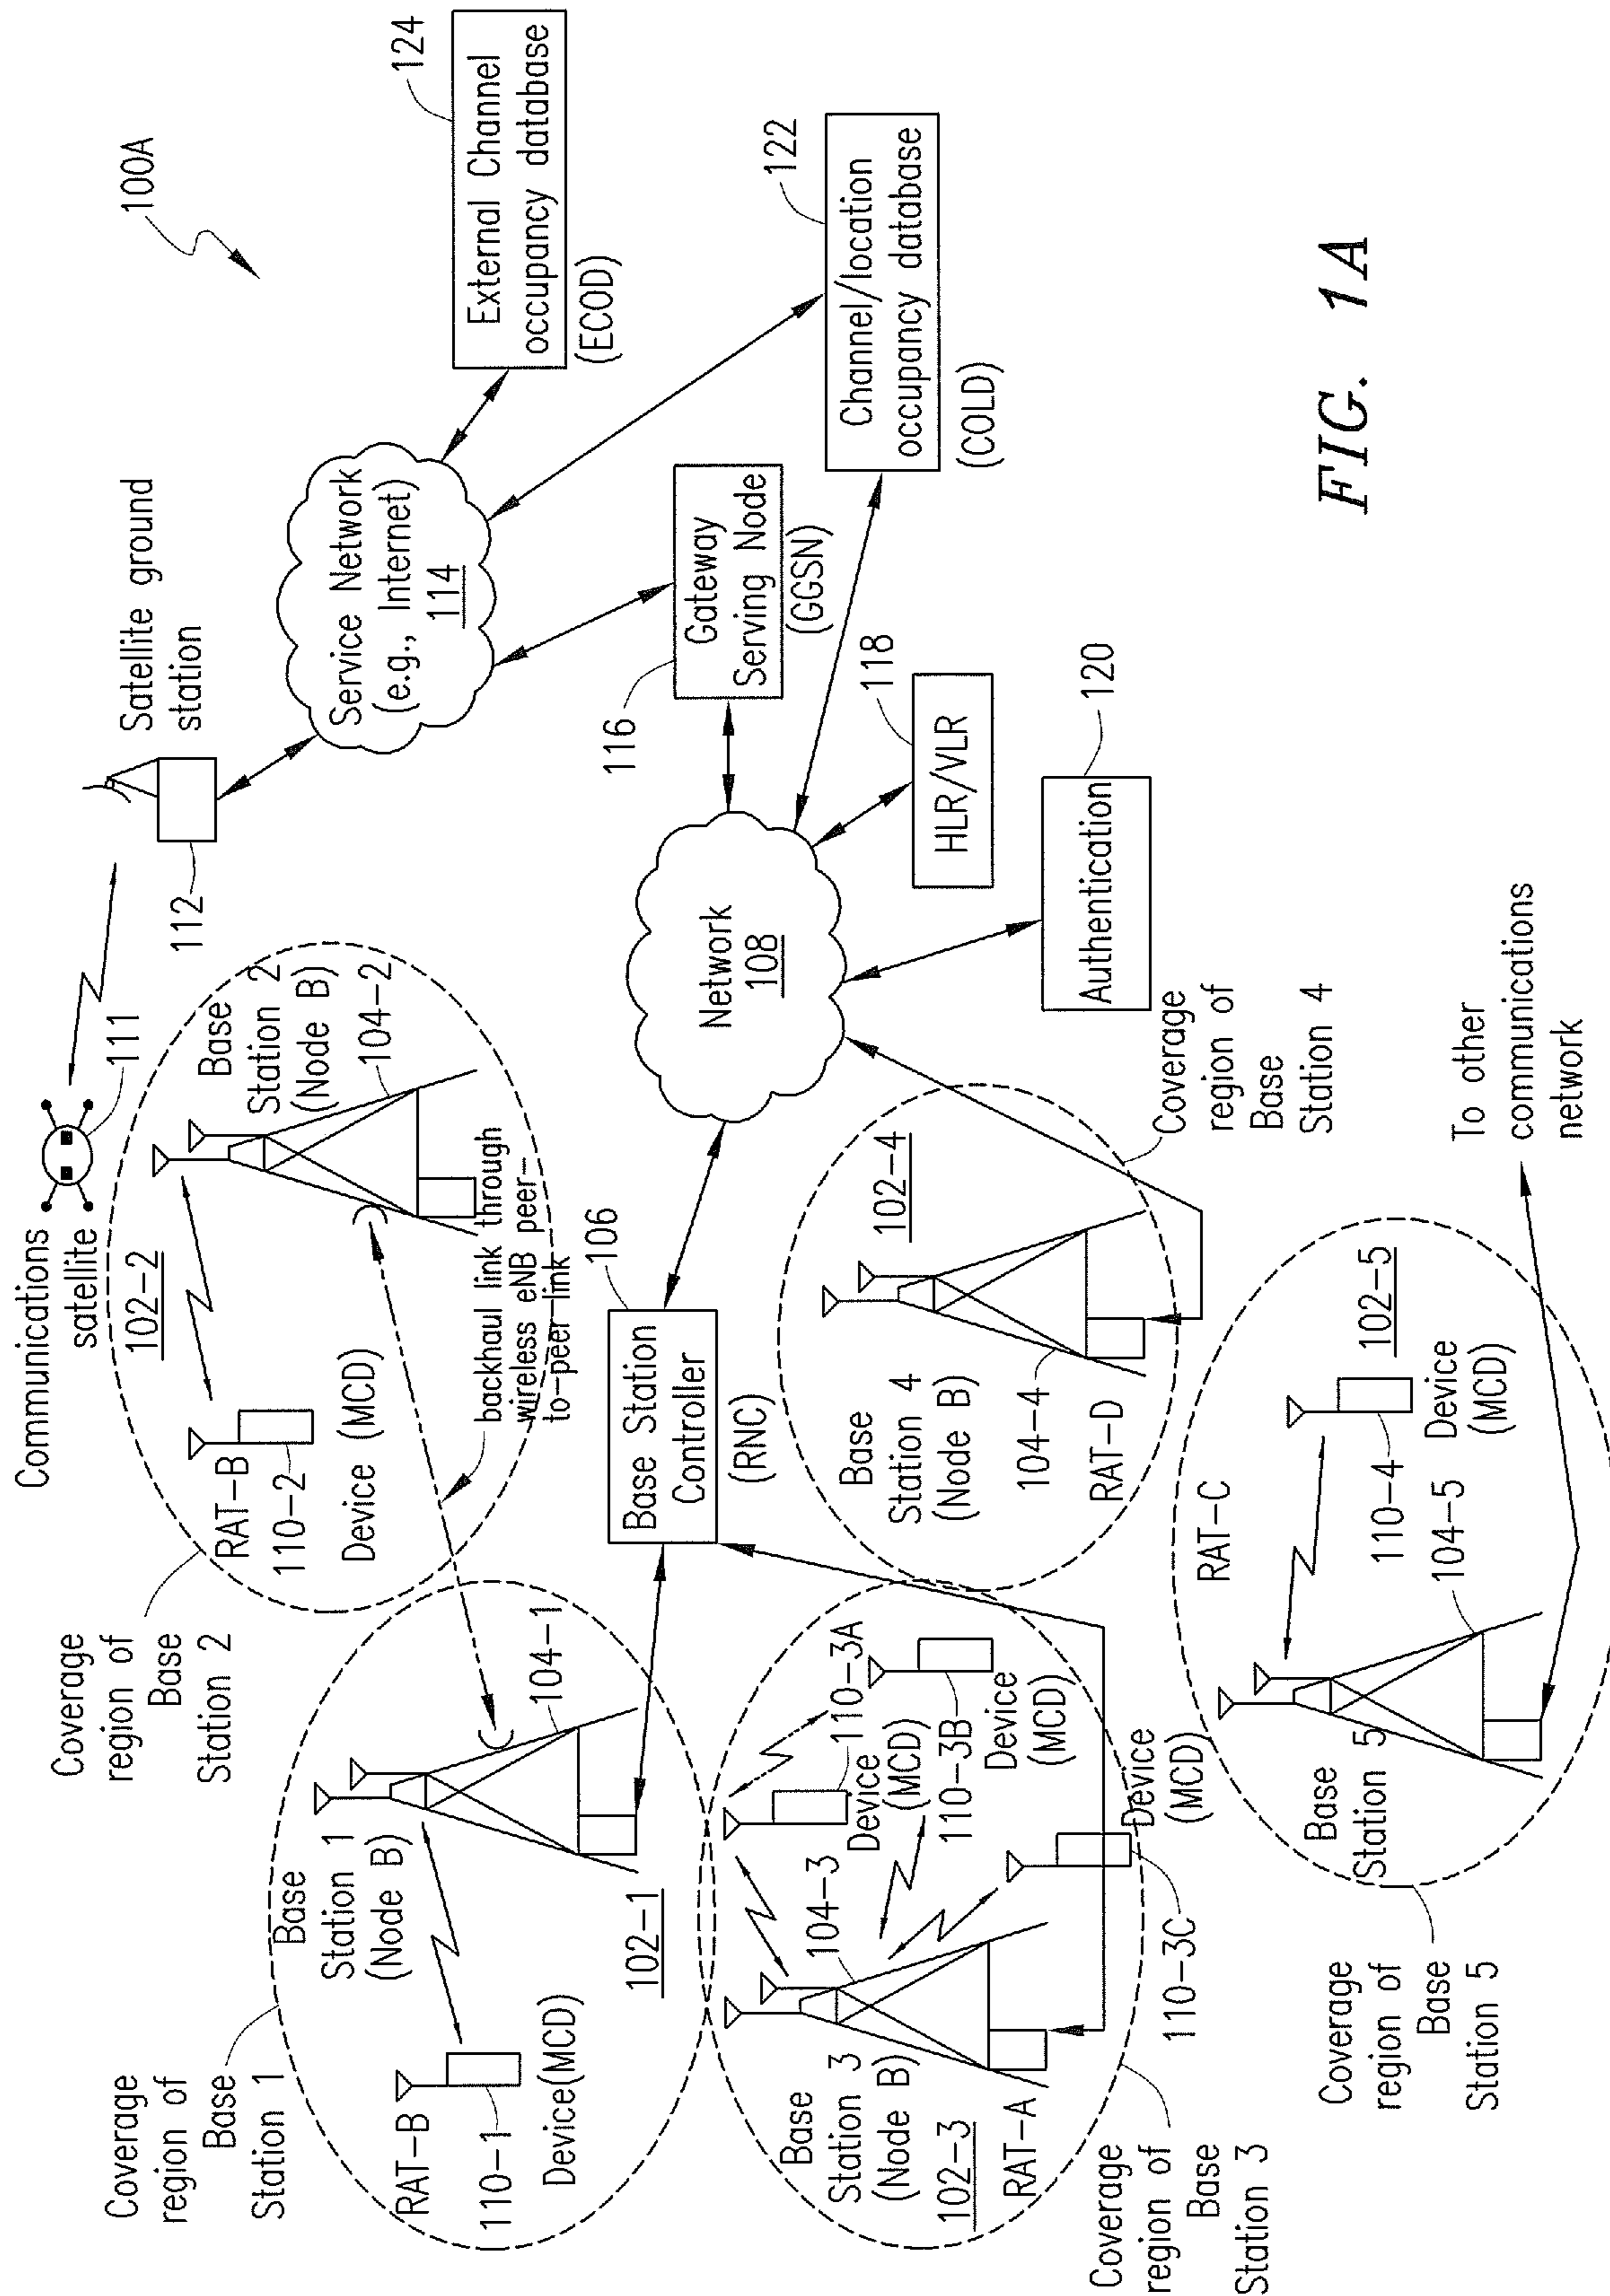 100A
Communications
satellite
111
Satellite ground
station
112
Service Network
(e.g., Internet)
114
External Channel
occupancy database
(ECOD)
124
Channel/location
occupancy database
(COLD)
122
Gateway
Serving Node
(GGSN)
116
HLR/VLR
118
Authentication
120
Network
108
Base Station
Controller
(RNC)
106
Coverage
region of
Base
Station 2
102-2
RAT-B
110-2
Device (MCD)
Base
Station 2
(Node B)
104-2
backhaul link through
wireless eNB peer-
to-peer-link
Coverage
region of
Base
Station 1
RAT-B
110-1
Device(MCD)
Base
Station 1
(Node B)
104-1
102-1
Base
Station 3
(Node B)
102-3
RAT-A
104-3
Device
(MCD)
110-3A
110-3B
Device
(MCD)
Device
(MCD)
110-3C
Coverage
region of
Base
Station 3
Base
Station 4
(Node B)
104-4
RAT-D
102-4
Coverage
region of
Base
Station 4
RAT-C
110-4
104-5
102-5
Device
(MCD)
Base
Station 5
Coverage
region of
Base
Station 5
To other
communications
network
FIG. 1A